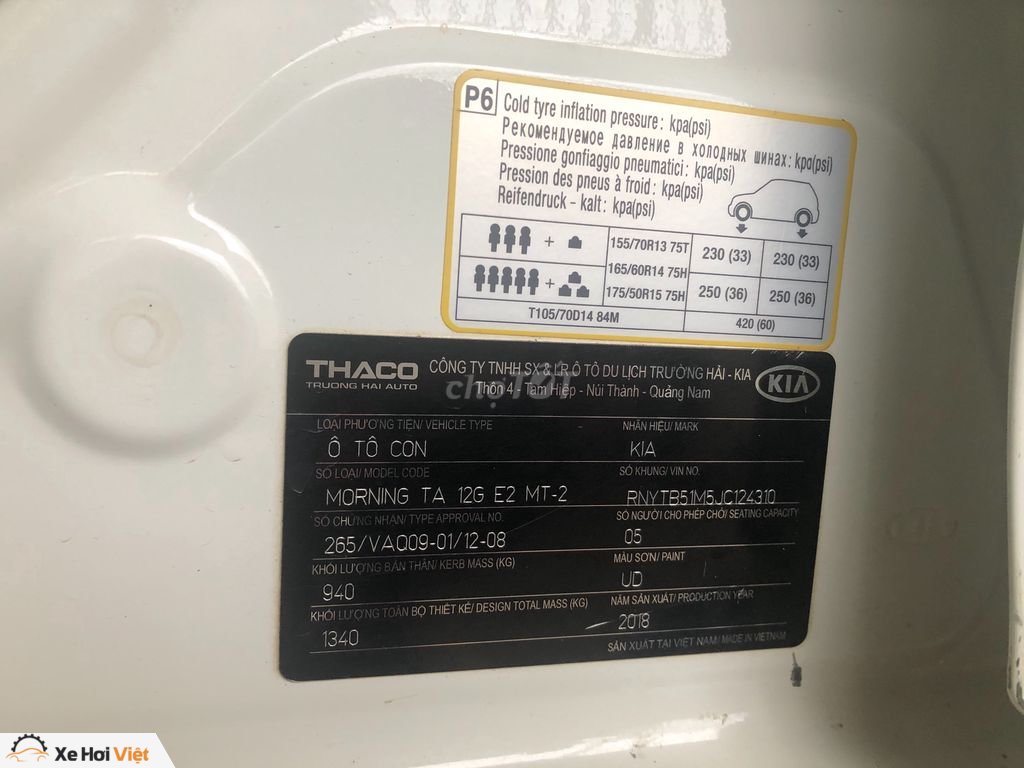 P6
Cold tyre inflation pressure: kpa(psi)
Рекомендуемое давление в холодных шинах: kpa(psi)
Pressione gonfiaggio pneumatici: kpa(psi)
Pression des pneus à froid: kpa(psi)
Reifendruck - kalt: kpa(psi)
155/70R13 75T
165/60R14 75H
175/50R15 75H
230 (33) 230 (33)
250 (36) 250 (36)
T105/70D14 84M 420 (60)
THACO
TRUONG HAI AUTO
CÔNG TY TNHH SX & LR Ô TÔ DU LỊCH TRƯỜNG HẢI - KIA
Thôn 4 - Tam Hiệp - Núi Thành - Quảng Nam
KIA
chợTỐT
LOẠI PHƯƠNG TIỆN/ VEHICLE TYPE NHÃN HIỆU/ MARK
Ô TÔ CON KIA
SỐ LOẠI/ MODEL CODE SỐ KHUNG/ VIN NO.
MORNING TA 12G E2 MT-2 RNYTB51M5JC124310
SỐ CHỨNG NHẬN/ TYPE APPROVAL NO. SỐ NGƯỜI CHO PHÉP CHỞ/ SEATING CAPACITY
265/VAQ09-01/12-08 05
KHỐI LƯỢNG BẢN THÂN/ KERB MASS (KG) MÀU SƠN/ PAINT
940 UD
KHỐI LƯỢNG TOÀN BỘ THIẾT KẾ/ DESIGN TOTAL MASS (KG) NĂM SẢN XUẤT/ PRODUCTION YEAR
1340 2018
SẢN XUẤT TẠI VIỆT NAM/ MADE IN VIETNAM
Xe Hơi Việt